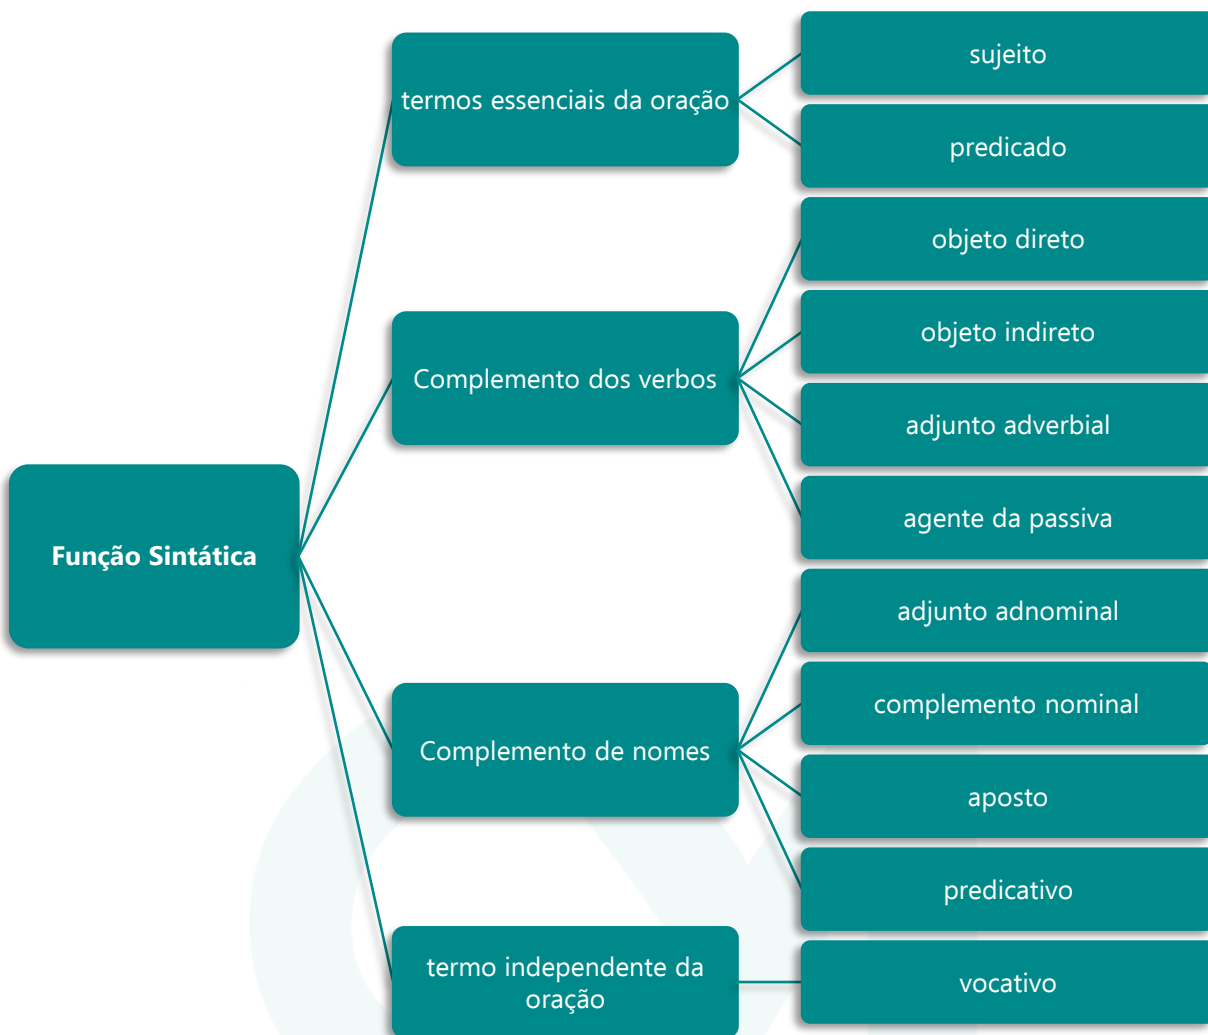 Função Sintática
termos essenciais da oração
sujeito
predicado
Complemento dos verbos
objeto direto
objeto indireto
adjunto adverbial
agente da passiva
Complemento de nomes
adjunto adnominal
complemento nominal
aposto
predicativo
termo independente da
oração
vocativo